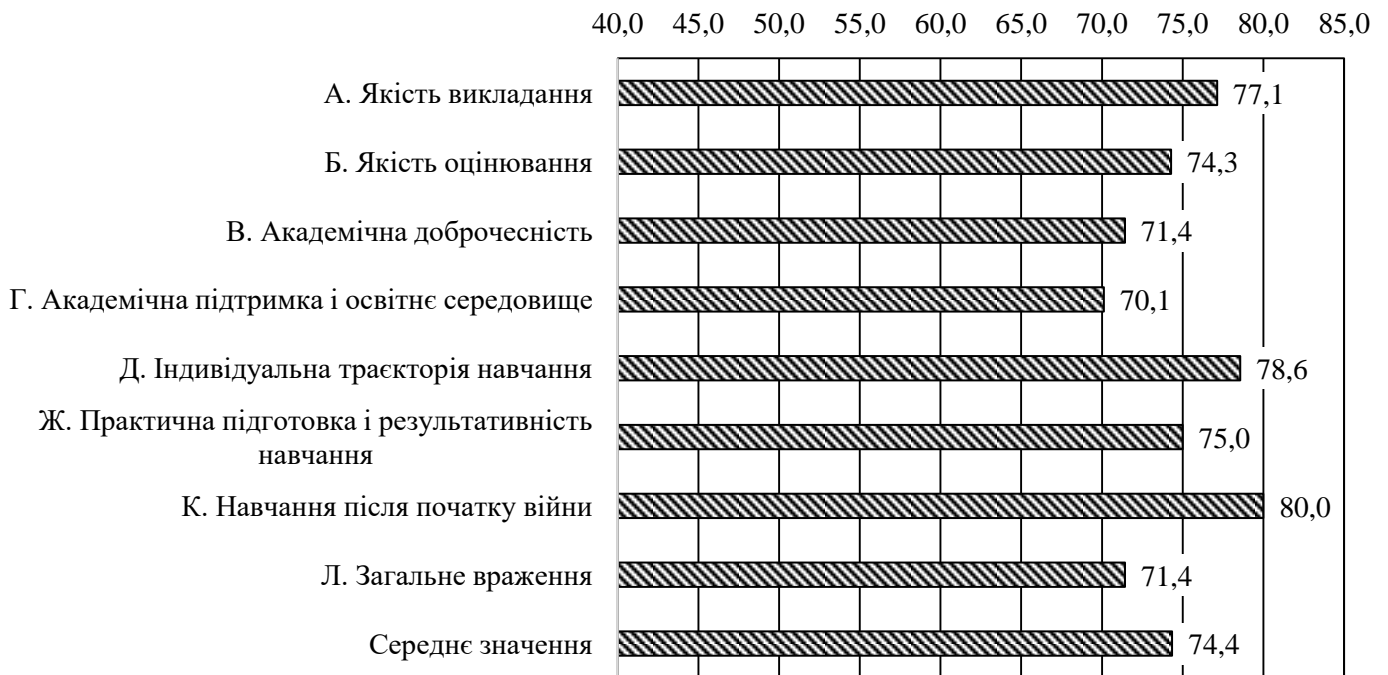 40,0 45,0 50,0 55,0 60,0 65,0 70,0 75,0 80,0 85,0
А. Якість викладання 77,1
Б. Якість оцінювання 74,3
В. Академічна доброчесність 71,4
Г. Академічна підтримка і освітнє середовище 70,1
Д. Індивідуальна траєкторія навчання 78,6
Ж. Практична підготовка і результативність
навчання 75,0
К. Навчання після початку війни 80,0
Л. Загальне враження 71,4
Середнє значення 74,4